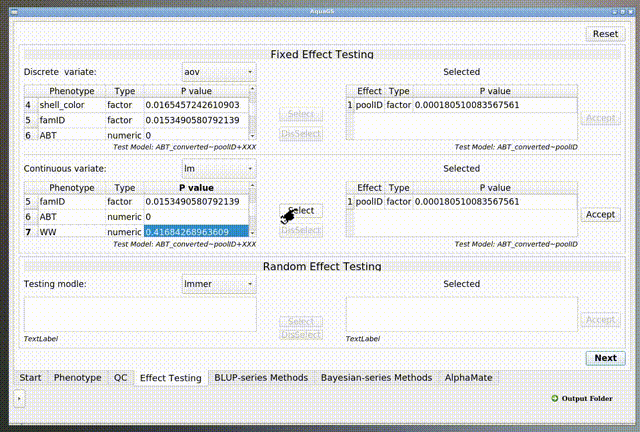 AquaGS
Reset
Fixed Effect Testing
Discrete variate: aov Selected
Phenotype Type P value
4 shell_color factor 0.0165457242610903
5 famID factor 0.0153490580792139
6 ABT numeric 0
Test Model: ABT_converted~poolID+XXX
Select
DisSelect
Effect Type P value
1 poolID factor 0.000180510083567561
Test Model: ABT_converted~poolID
Accept
Continuous variate: lm Selected
Phenotype Type P value
5 famID factor 0.0153490580792139
6 ABT numeric 0
7 WW numeric 0.41684268963609
Test Model: ABT_converted~poolID+XXX
Select
DisSelect
Effect Type P value
1 poolID factor 0.000180510083567561
Test Model: ABT_converted~poolID
Accept
Random Effect Testing
Testing modle: lmmer Selected
TextLabel
Select
DisSelect
TextLabel
Accept
Next
Start Phenotype QC Effect Testing BLUP-series Methods Bayesian-series Methods AlphaMate
Output Folder